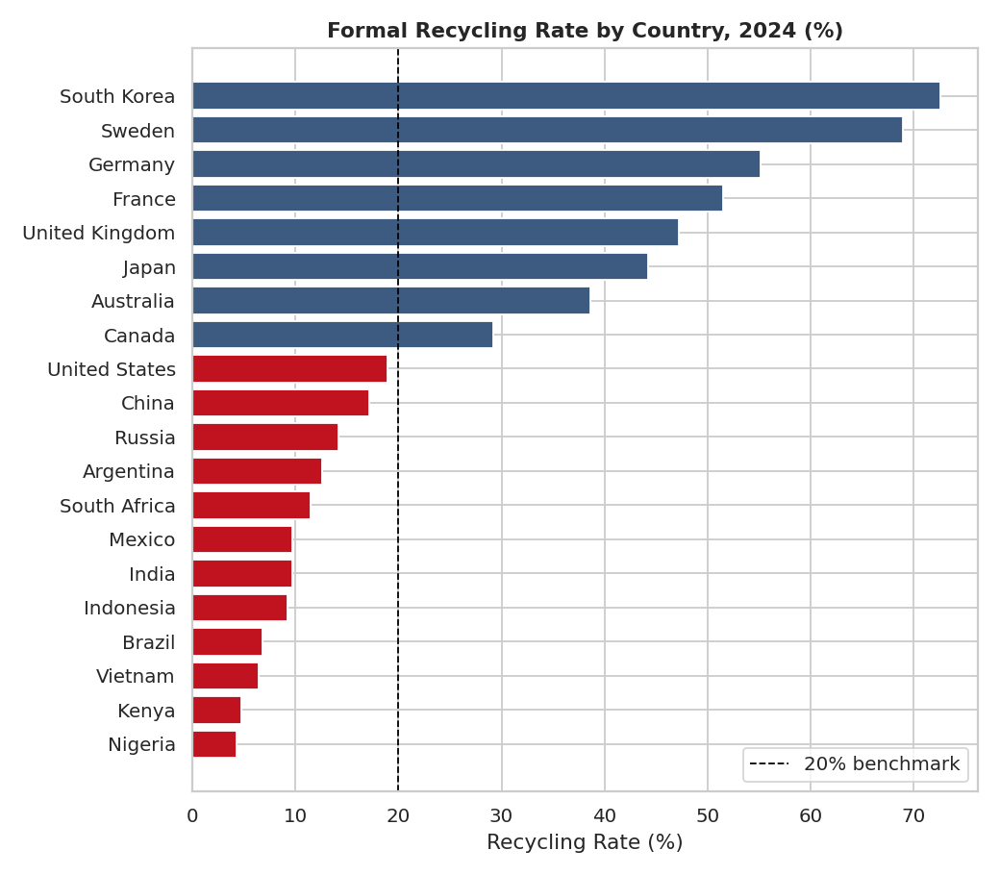 Formal Recycling Rate by Country, 2024 (%)
South Korea
Sweden
Germany
France
United Kingdom
Japan
Australia
Canada
United States
China
Russia
Argentina
South Africa
Mexico
India
Indonesia
Brazil
Vietnam
Kenya
Nigeria
20% benchmark
0 10 20 30 40 50 60 70
Recycling Rate (%)